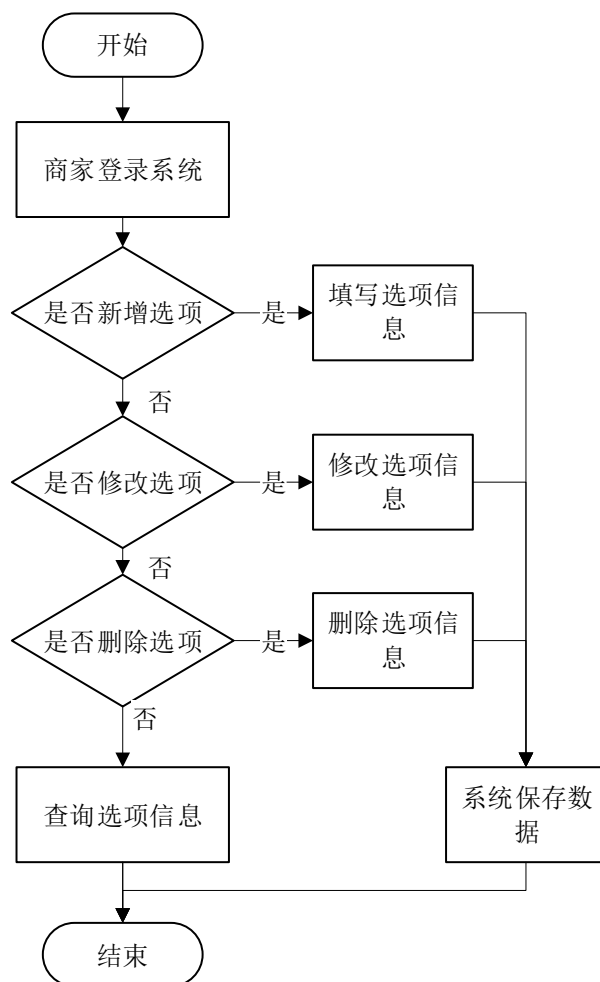 开始
商家登录系统
是否新增选项
是
填写选项信
息
否
是否修改选项
是
修改选项信
息
否
是否删除选项
是
删除选项信
息
否
查询选项信息
系统保存数
据
结束